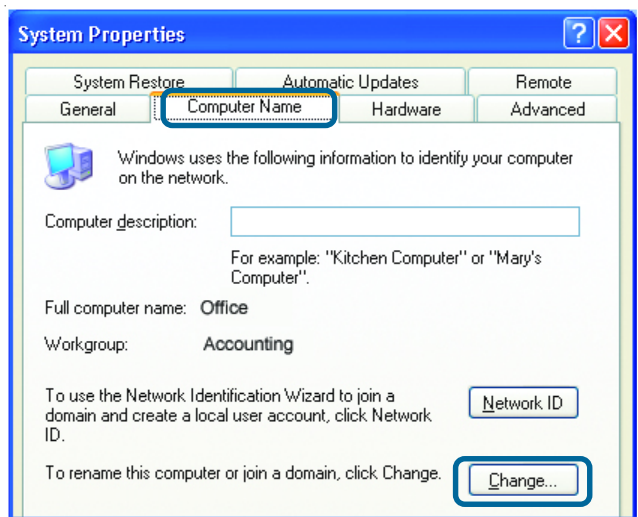 System Properties
System Restore Automatic Updates Remote
General Computer Name Hardware Advanced
Windows uses the following information to identify your computer
on the network.
Computer description:
For example: "Kitchen Computer" or "Mary's
Computer".
Full computer name: Office
Workgroup: Accounting
To use the Network Identification Wizard to join a
domain and create a local user account, click Network
ID.
Network ID
To rename this computer or join a domain, click Change.
Change...